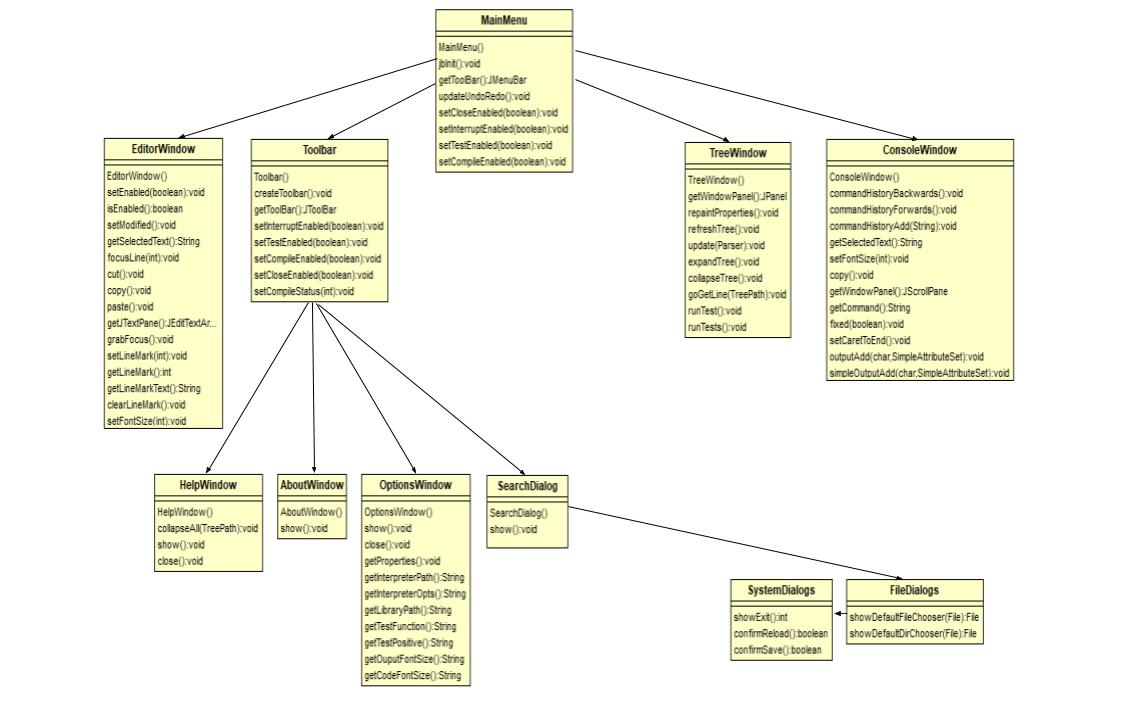 MainMenu
MainMenu()
jbInit():void
getToolBar():JMenuBar
updateUndoRedo():void
setCloseEnabled(boolean):void
setInterruptEnabled(boolean):void
setTestEnabled(boolean):void
setCompileEnabled(boolean):void
EditorWindow
EditorWindow()
setEnabled(boolean):void
isEnabled():boolean
setModified():void
getSelectedText():String
focusLine(int):void
cut():void
copy():void
paste():void
getJTextPane():JEditTextAr...
grabFocus():void
setLineMark(int):void
getLineMark():int
getLineMarkText():String
clearLineMark():void
setFontSize(int):void
Toolbar
Toolbar()
createToolbar():void
getToolBar():JToolBar
setInterruptEnabled(boolean):void
setTestEnabled(boolean):void
setCompileEnabled(boolean):void
setCloseEnabled(boolean):void
setCompileStatus(int):void
TreeWindow
TreeWindow()
getWindowPanel():JPanel
repaintProperties():void
refreshTree():void
update(Parser):void
expandTree():void
collapseTree():void
goGetLine(TreePath):void
runTest():void
runTests():void
ConsoleWindow
ConsoleWindow()
commandHistoryBackwards():void
commandHistoryForwards():void
commandHistoryAdd(String):void
getSelectedText():String
setFontSize(int):void
copy():void
getWindowPanel():JScrollPane
getCommand():String
fixed(boolean):void
setCaretToEnd():void
outputAdd(char,SimpleAttributeSet):void
simpleOutputAdd(char,SimpleAttributeSet):void
HelpWindow
HelpWindow()
collapseAll(TreePath):void
show():void
close():void
AboutWindow
AboutWindow()
show():void
OptionsWindow
OptionsWindow()
show():void
close():void
getProperties():void
getInterpreterPath():String
getInterpreterOpts():String
getLibraryPath():String
getTestFunction():String
getTestPositive():String
getOuputFontSize():String
getCodeFontSize():String
SearchDialog
SearchDialog()
show():void
SystemDialogs
showExit():int
confirmReload():boolean
confirmSave():boolean
FileDialogs
showDefaultFileChooser(File):File
showDefaultDirChooser(File):File